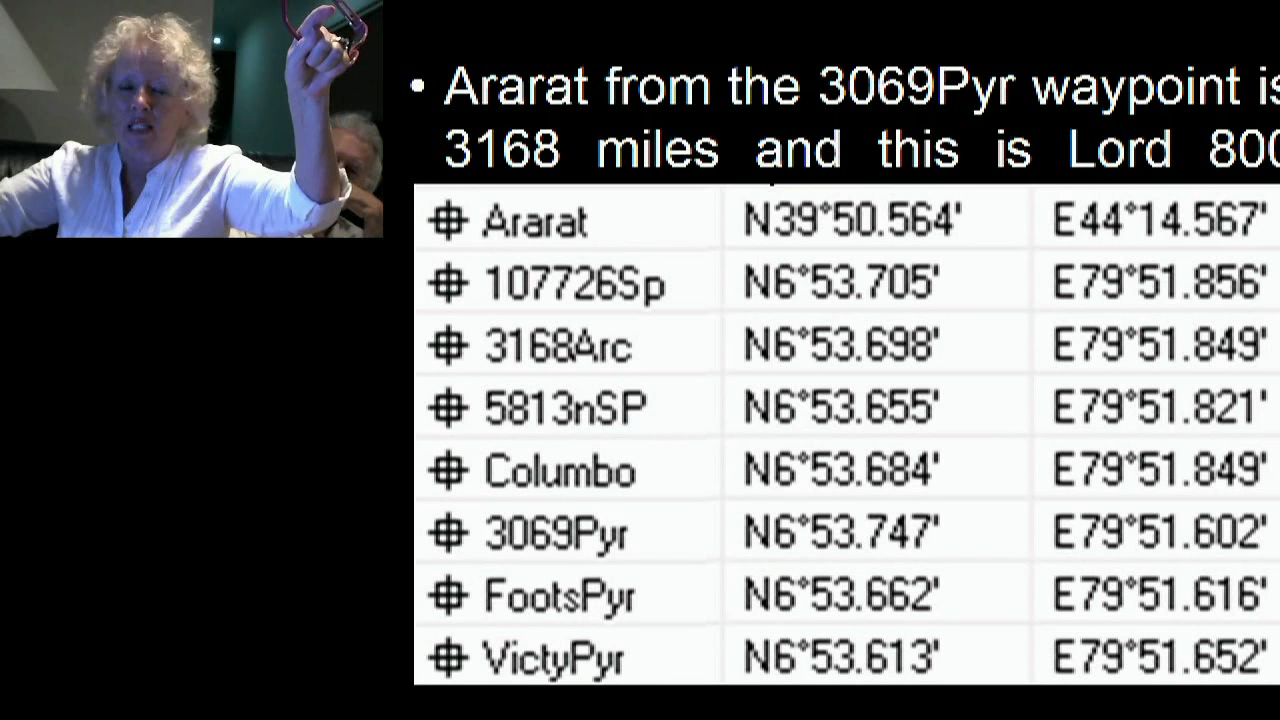 • Ararat from the 3069Pyr waypoint is
3168 miles and this is Lord 800
Ararat N39°50.564' E44°14.567'
107726Sp N6°53.705' E79°51.856'
3168Arc N6°53.698' E79°51.849'
5813nSP N6°53.655' E79°51.821'
Columbo N6°53.684' E79°51.849'
3069Pyr N6°53.747' E79°51.602'
FootsPyr N6°53.662' E79°51.616'
VictyPyr N6°53.613' E79°51.652'